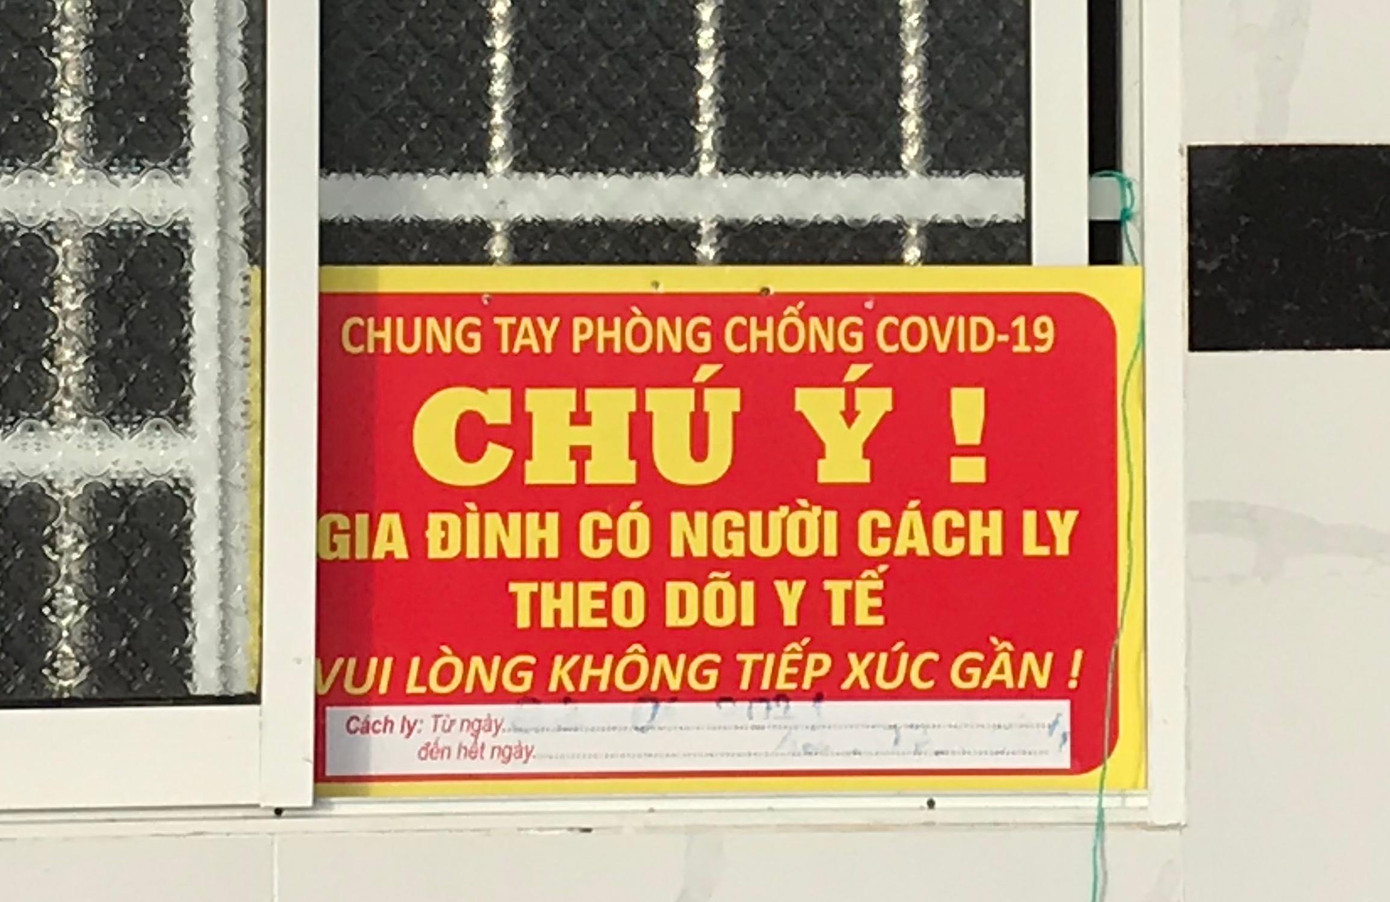 CHUNG TAY PHÒNG CHỐNG COVID-19
CHÚ Ý !
GIA ĐÌNH CÓ NGƯỜI CÁCH LY
THEO DÕI Y TẾ
VUI LÒNG KHÔNG TIẾP XÚC GẦN !
Cách ly: Từ ngày
đến hết ngày